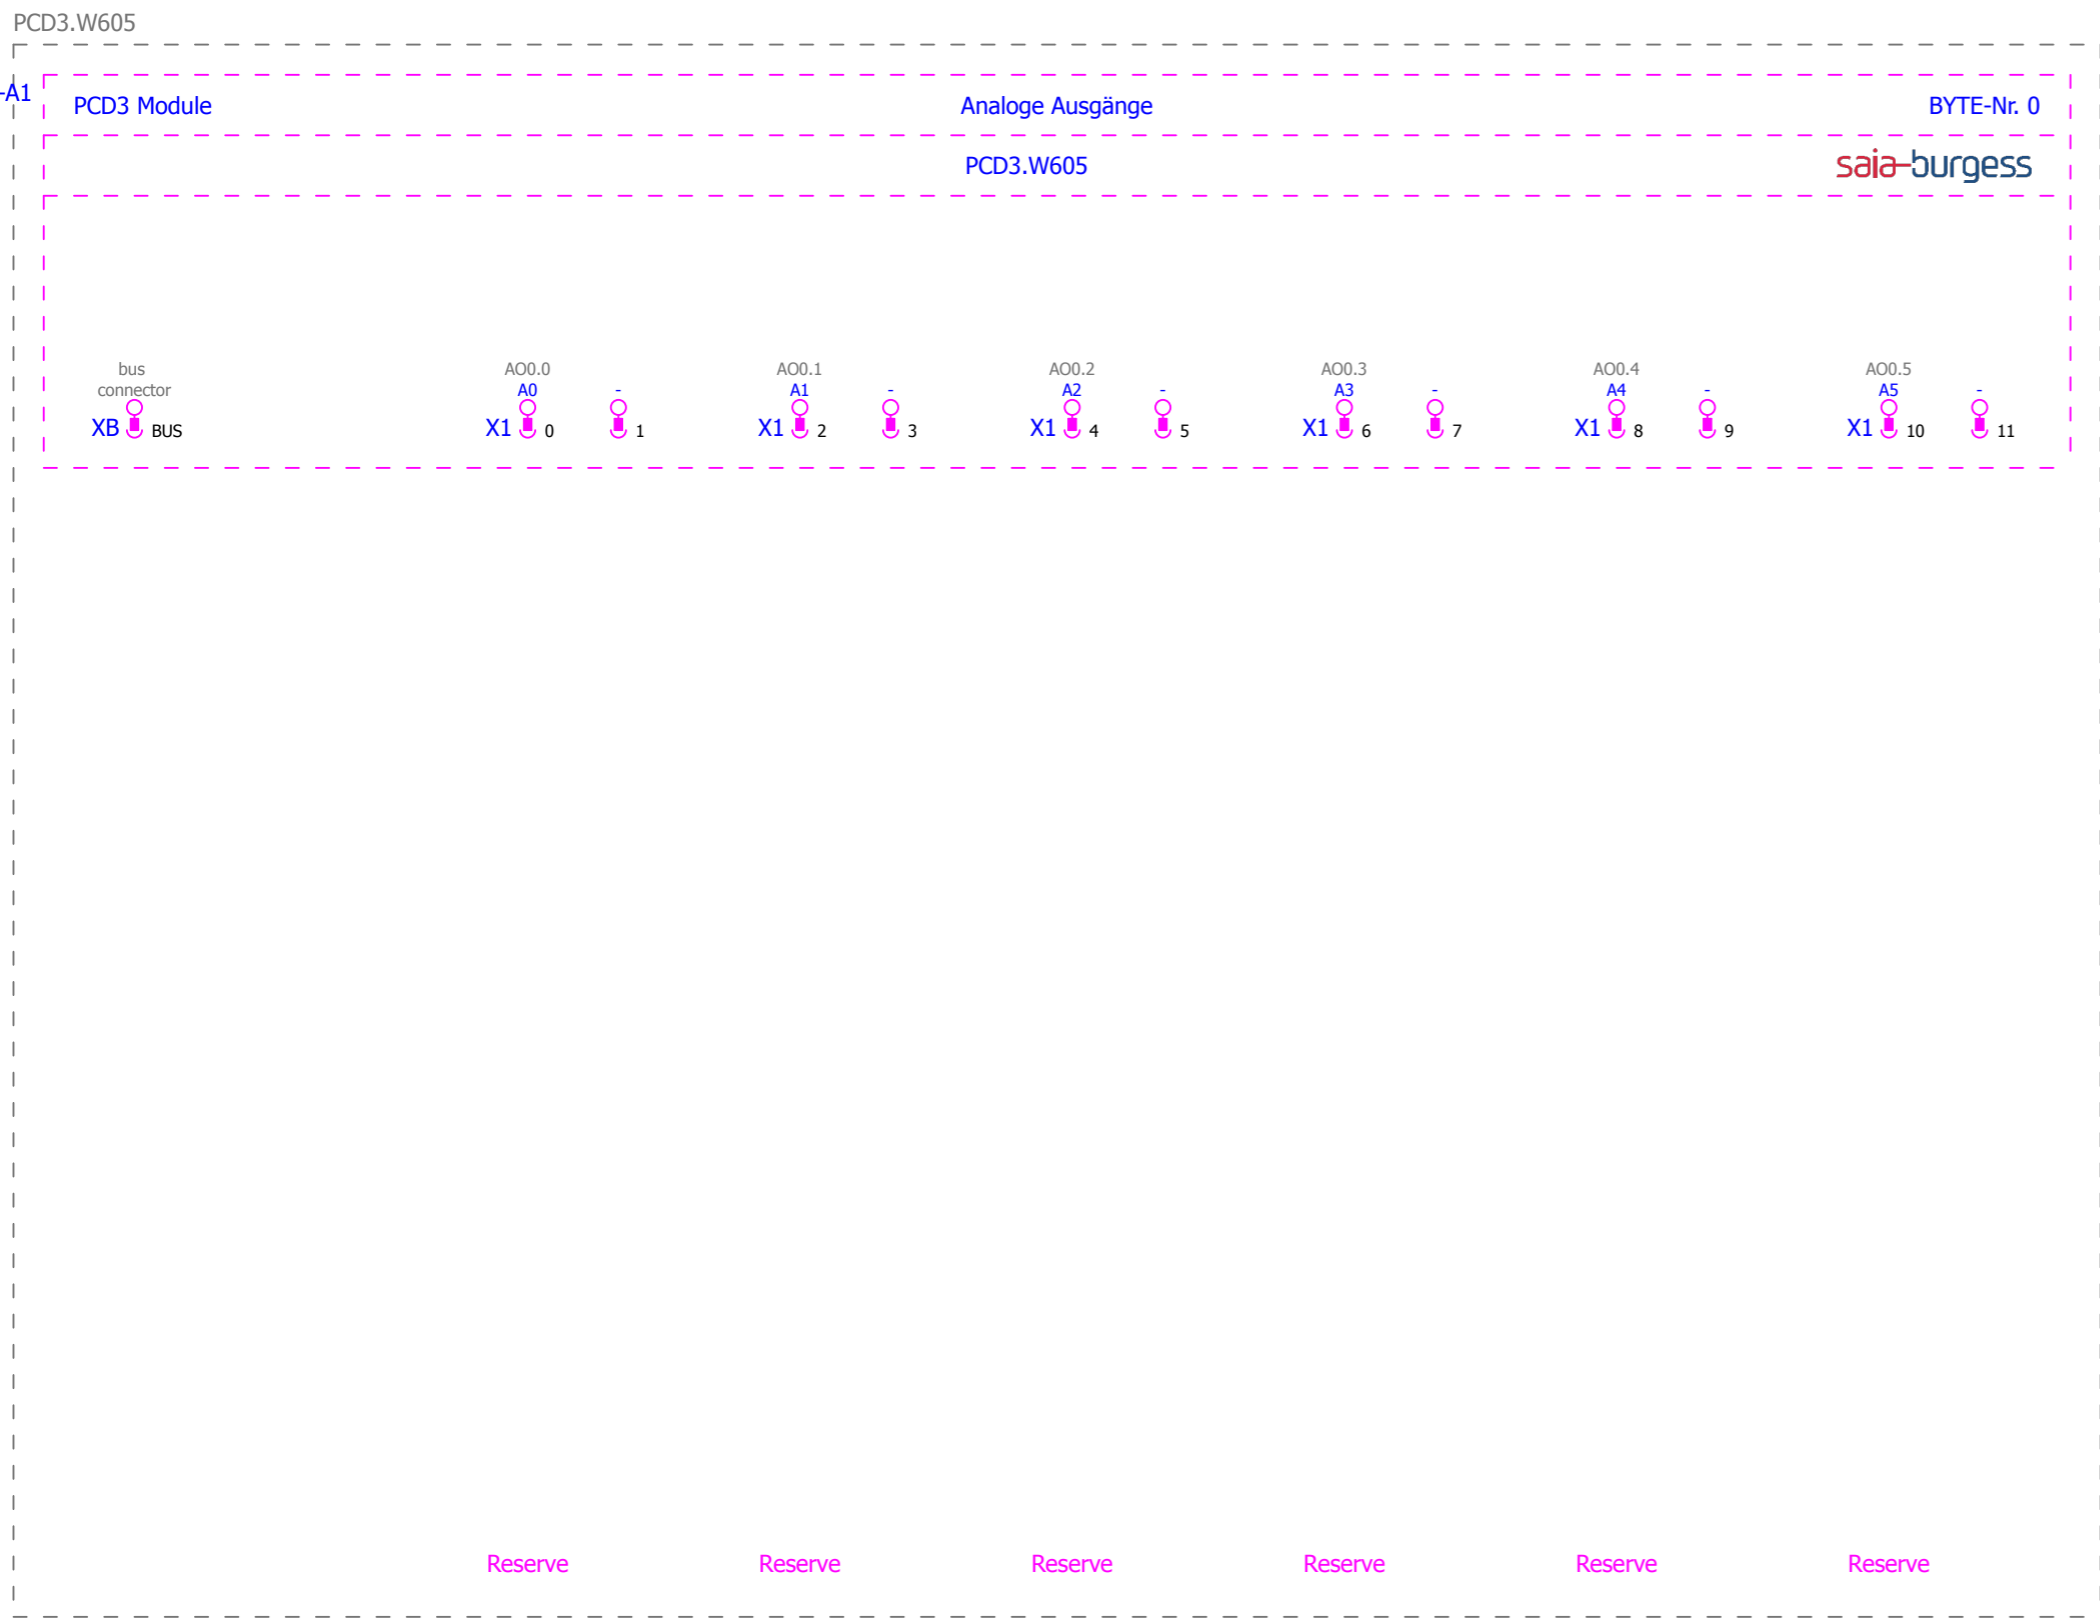 PCD3.W605
-A1
PCD3 Module Analoge Ausgänge BYTE-Nr. 0
PCD3.W605 saia-burgess
bus AO0.0 AO0.1 AO0.2 AO0.3 AO0.4 AO0.5
connector A0 - A1 - A2 - A3 - A4 - A5 -
XB BUS X1 0 1 X1 2 3 X1 4 5 X1 6 7 X1 8 9 X1 10 11
Reserve Reserve Reserve Reserve Reserve Reserve